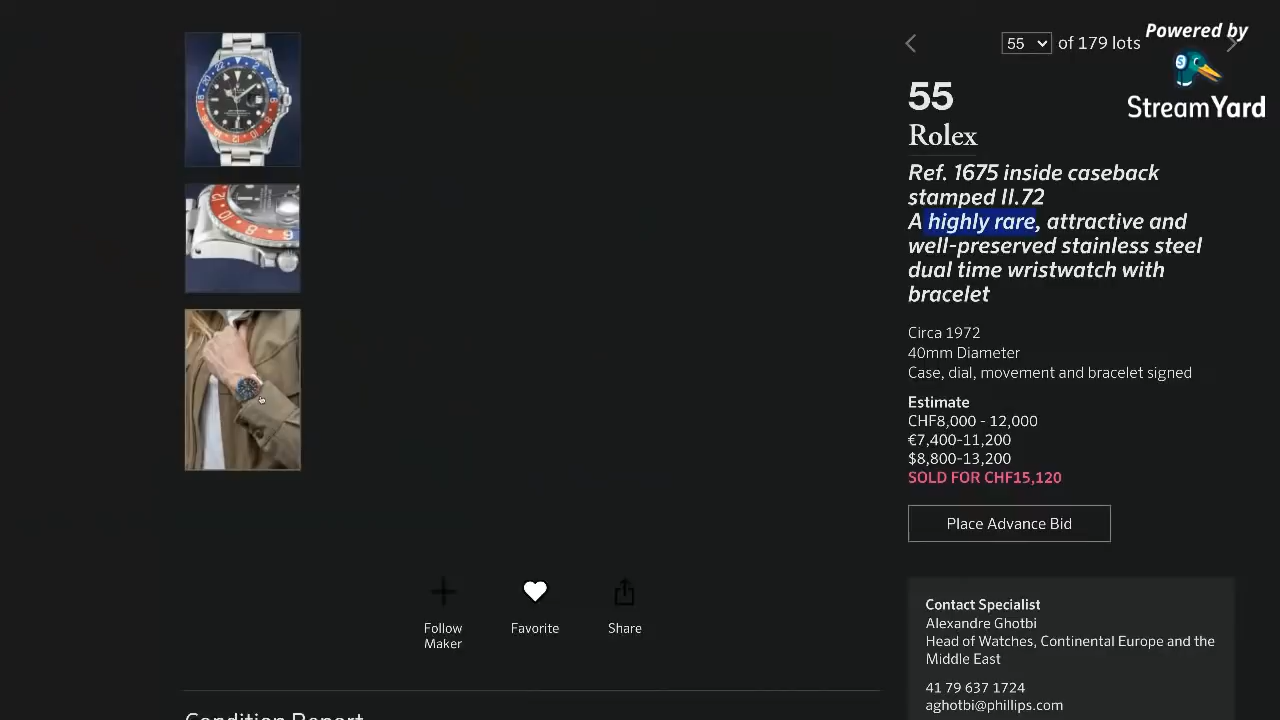 55 of 179 lots
Powered by
StreamYard
55
Rolex
Ref. 1675 inside caseback
stamped II.72
A highly rare, attractive and
well-preserved stainless steel
dual time wristwatch with
bracelet
Circa 1972
40mm Diameter
Case, dial, movement and bracelet signed
Estimate
CHF8,000 - 12,000
€7,400-11,200
$8,800-13,200
SOLD FOR CHF15,120
Place Advance Bid
Follow
Maker
Favorite
Share
Contact Specialist
Alexandre Ghotbi
Head of Watches, Continental Europe and the
Middle East
41 79 637 1724
aghotbi@phillips.com
Condition Report